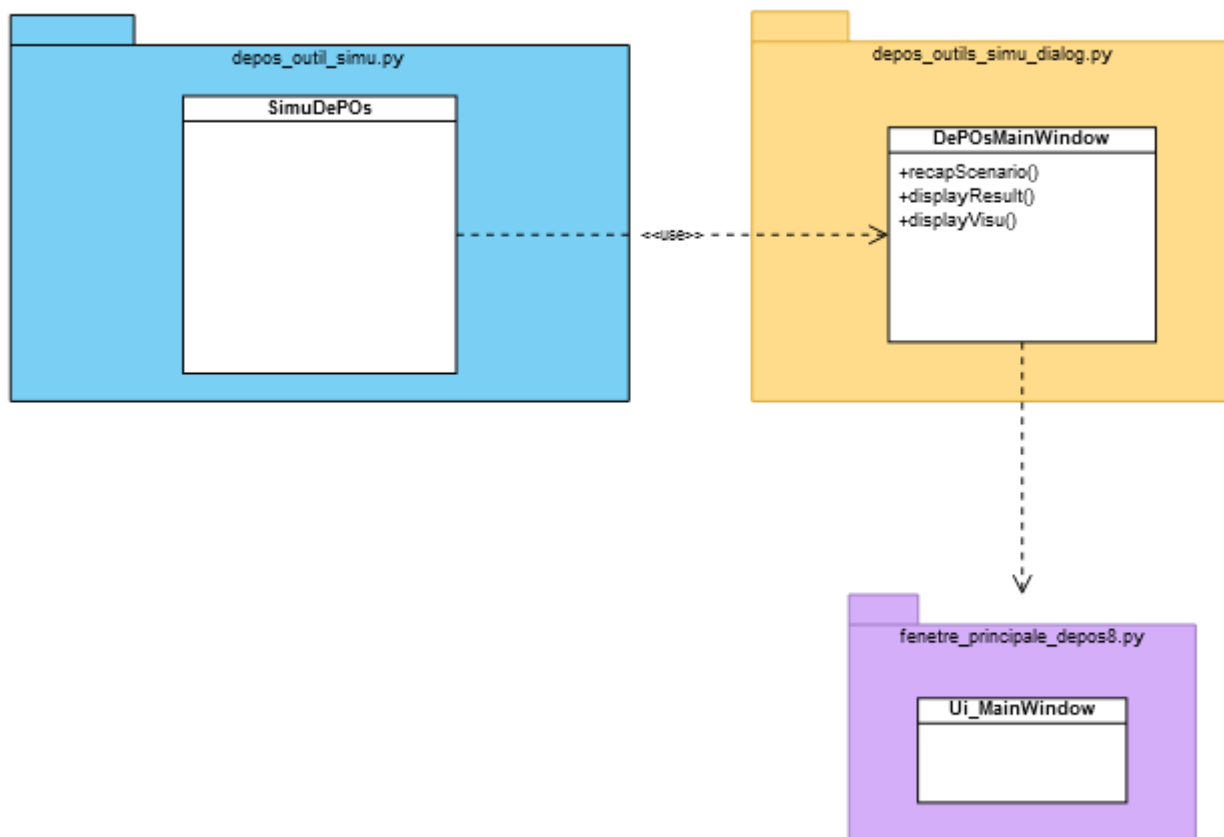 depos_outil_simu.py
SimuDePOs
<<use>>
depos_outils_simu_dialog.py
DePOsMainWindow
+recapScenario()
+displayResult()
+displayVisu()
fenetre_principale_depos8.py
Ui_MainWindow